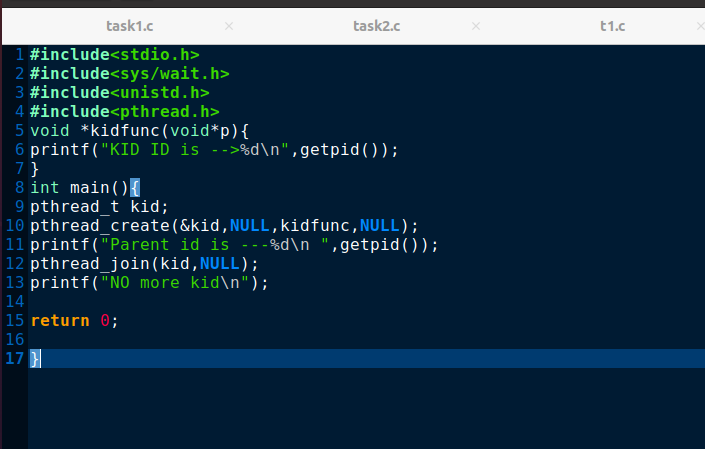 task1.c × task2.c × t1.c ×
1 #include<stdio.h>
2 #include<sys/wait.h>
3 #include<unistd.h>
4 #include<pthread.h>
5 void *kidfunc(void*p){
6 printf("KID ID is -->%d\n",getpid());
7 }
8 int main(){
9 pthread_t kid;
10 pthread_create(&kid,NULL,kidfunc,NULL);
11 printf("Parent id is ---%d\n ",getpid());
12 pthread_join(kid,NULL);
13 printf("NO more kid\n");
14
15 return 0;
16
17 }